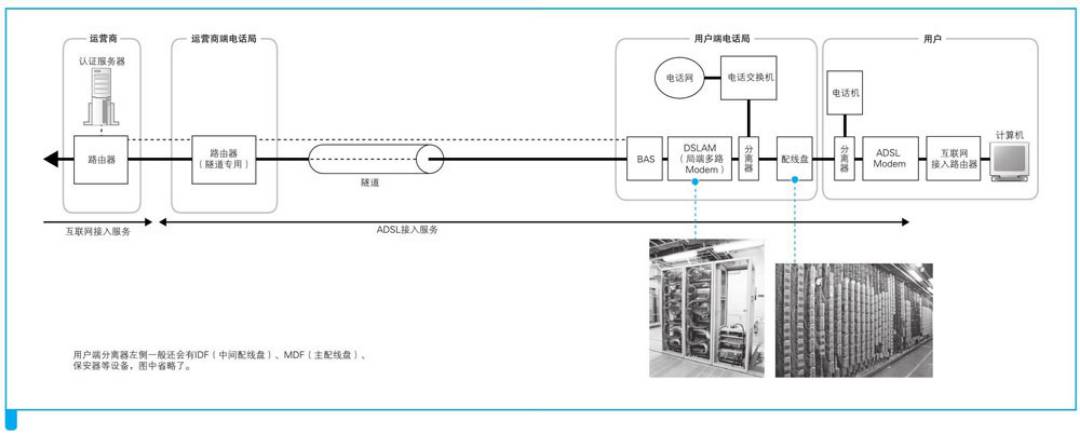 运营商
运营商端电话局
用户端电话局
用户
认证服务器
电话网
电话交换机
电话机
计算机
路由器
路由器
（隧道专用）
隧道
BAS
DSLAM
（局端多路
Modem）
分离器
配线盘
分离器
ADSL
Modem
互联网
接入路由器
互联网接入服务
ADSL接入服务
用户端分离器左侧一般还会有IDF（中间配线盘）、MDF（主配线盘）、
保安器等设备，图中省略了。